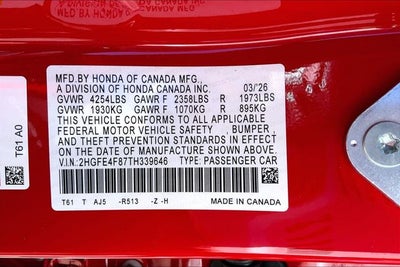 MFD. BY HONDA OF CANADA MFG.,
A DIVISION OF HONDA CANADA INC. 03/26
GVWR 4254LBS GAWR F 2358LBS R 1973LBS
GVWR 1930KG GAWR F 1070KG R 895KG
THIS VEHICLE CONFORMS TO ALL APPLICABLE
FEDERAL MOTOR VEHICLE SAFETY , BUMPER ,
AND THEFT PREVENTION STANDARDS IN EFFECT
ON THE DATE OF MANUFACTURE SHOWN ABOVE.
V.I.N.:2HGFE4F87TH339646 TYPE: PASSENGER CAR
T61 T AJ5 -R513 -Z -H MADE IN CANADA
T61 A0